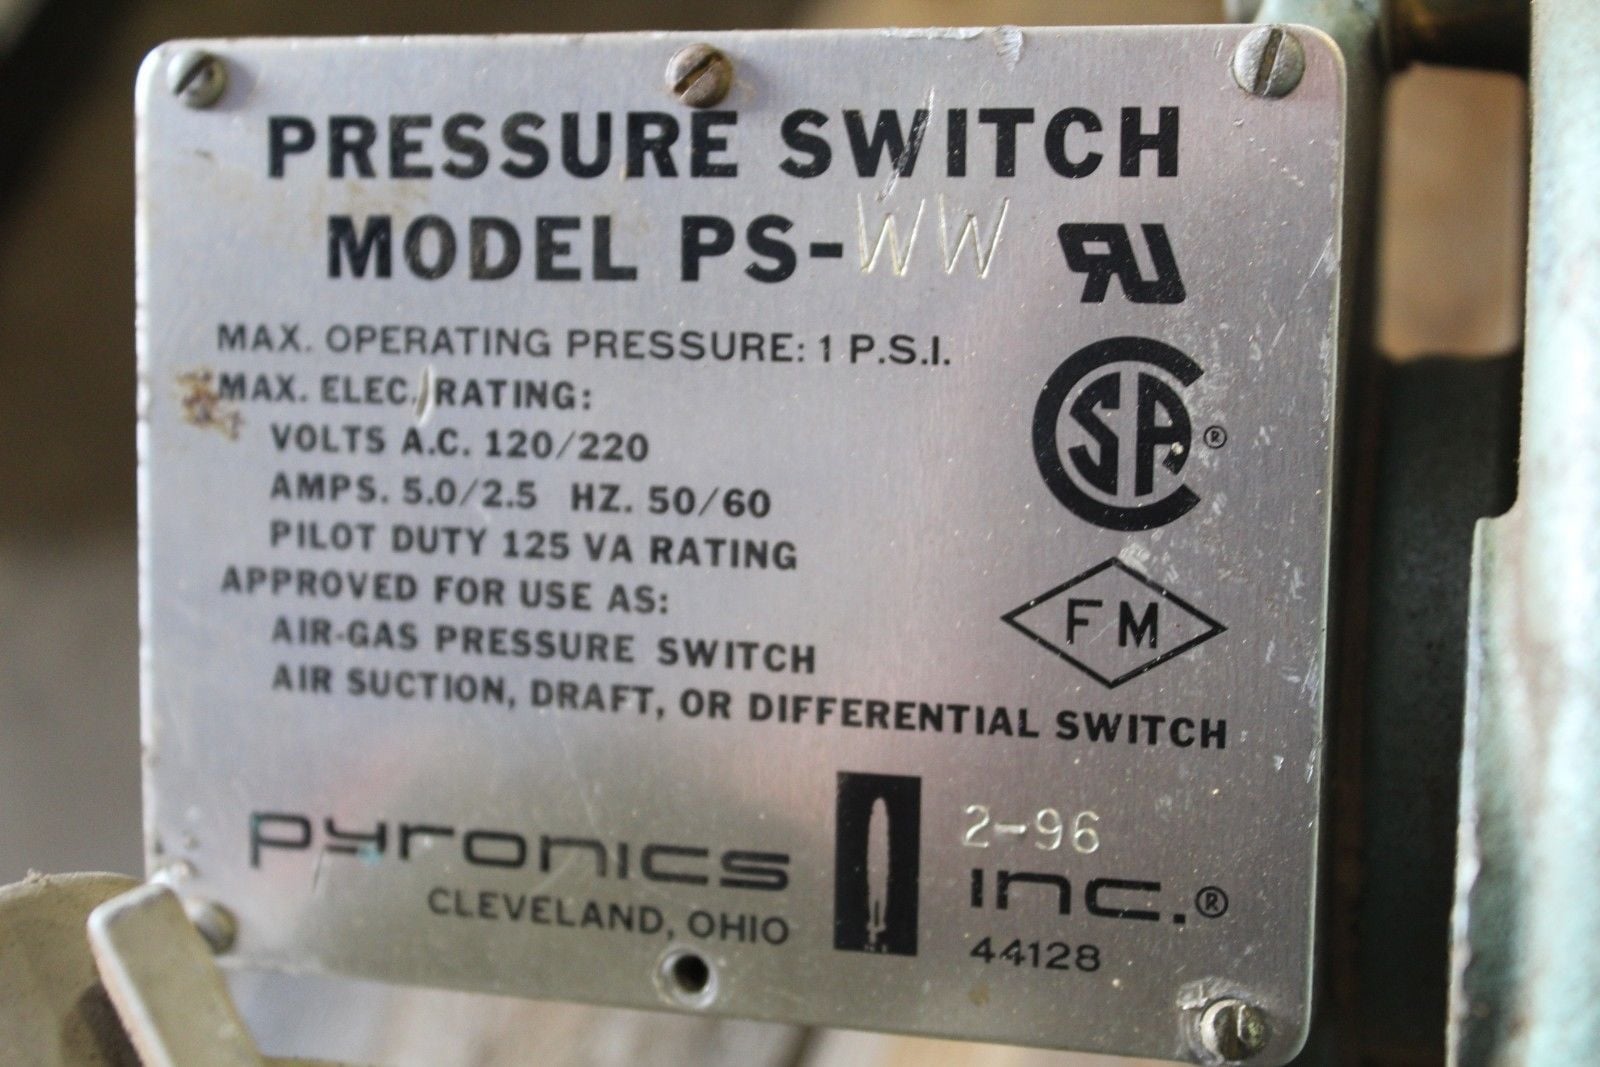 PRESSURE SWITCH
MODEL PS-WW
RU
MAX. OPERATING PRESSURE: 1 P.S.I.
MAX. ELEC. RATING:
VOLTS A.C. 120/220
AMPS. 5.0/2.5 HZ. 50/60
PILOT DUTY 125 VA RATING
CSA®
APPROVED FOR USE AS:
AIR-GAS PRESSURE SWITCH
FM
AIR SUCTION, DRAFT, OR DIFFERENTIAL SWITCH
2-96
pyronics inc.®
CLEVELAND, OHIO 44128